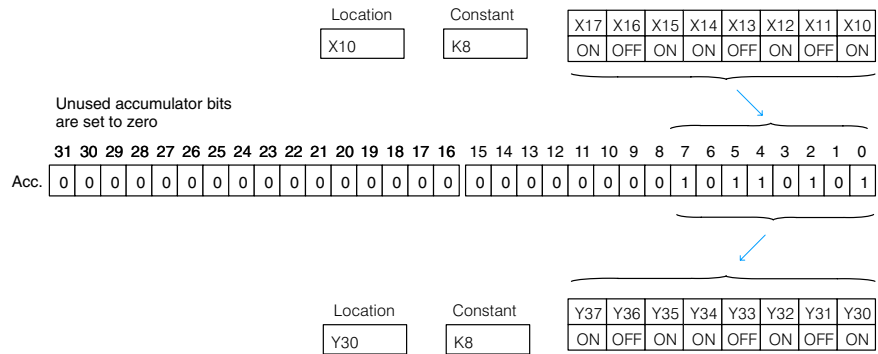 Location Constant
X10 K8
X17 X16 X15 X14 X13 X12 X11 X10
ON OFF ON ON OFF ON OFF ON
Unused accumulator bits
are set to zero
31 30 29 28 27 26 25 24 23 22 21 20 19 18 17 16 15 14 13 12 11 10 9 8 7 6 5 4 3 2 1 0
Acc. 0 0 0 0 0 0 0 0 0 0 0 0 0 0 0 0 0 0 0 0 0 0 0 0 1 0 1 1 0 1 0 1
Location Constant
Y30 K8
Y37 Y36 Y35 Y34 Y33 Y32 Y31 Y30
ON OFF ON ON OFF ON OFF ON